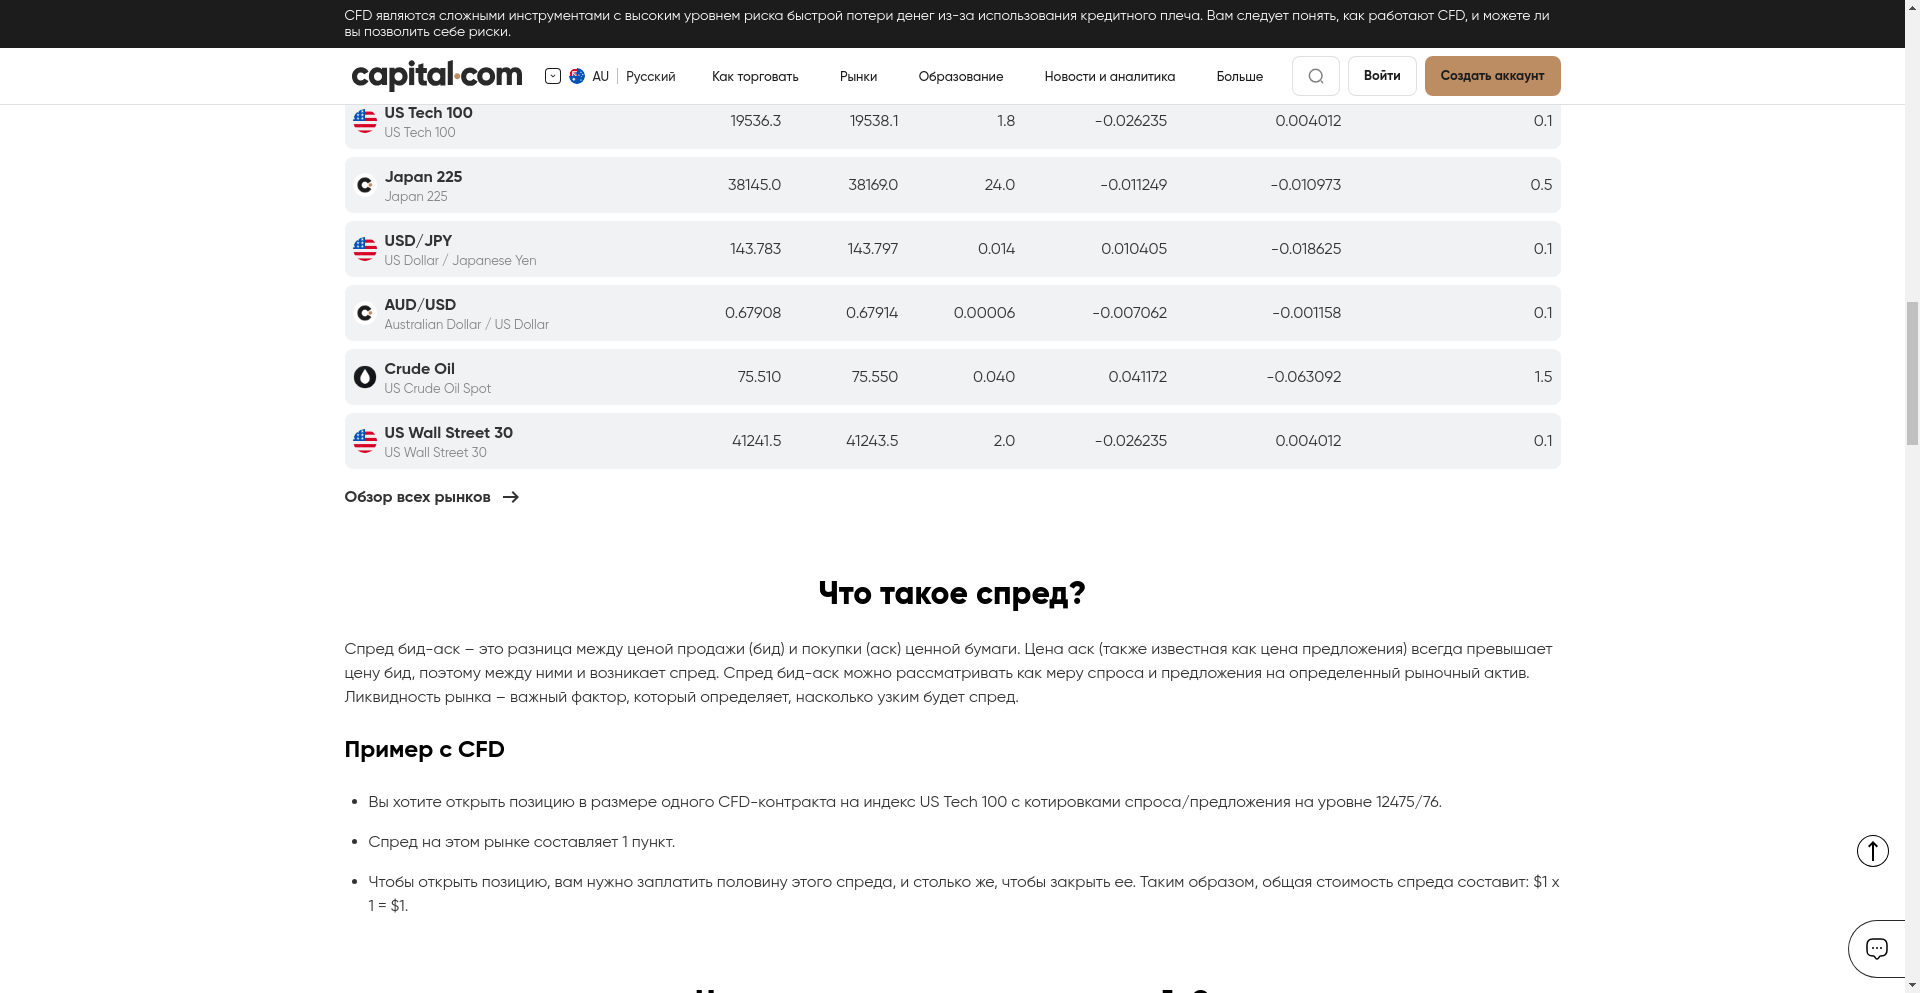 CFD являются сложными инструментами с высоким уровнем риска быстрой потери денег из-за использования кредитного плеча. Вам следует понять, как работают CFD, и можете ли
вы позволить себе риски.
capital.com AU Русский Как торговать Рынки Образование Новости и аналитика Больше Войти Создать аккаунт
US Tech 100 19536.3 19538.1 1.8 -0.026235 0.004012 0.1
US Tech 100
Japan 225 38145.0 38169.0 24.0 -0.011249 -0.010973 0.5
Japan 225
USD/JPY 143.783 143.797 0.014 0.010405 -0.018625 0.1
US Dollar / Japanese Yen
AUD/USD 0.67908 0.67914 0.00006 -0.007062 -0.001158 0.1
Australian Dollar / US Dollar
Crude Oil 75.510 75.550 0.040 0.041172 -0.063092 1.5
US Crude Oil Spot
US Wall Street 30 41241.5 41243.5 2.0 -0.026235 0.004012 0.1
US Wall Street 30
Обзор всех рынков
Что такое спред?
Спред бид-аск – это разница между ценой продажи (бид) и покупки (аск) ценной бумаги. Цена аск (также известная как цена предложения) всегда превышает
цену бид, поэтому между ними и возникает спред. Спред бид-аск можно рассматривать как меру спроса и предложения на определенный рыночный актив.
Ликвидность рынка – важный фактор, который определяет, насколько узким будет спред.
Пример с CFD
Вы хотите открыть позицию в размере одного CFD-контракта на индекс US Tech 100 с котировками спроса/предложения на уровне 12475/76.
Спред на этом рынке составляет 1 пункт.
Чтобы открыть позицию, вам нужно заплатить половину этого спреда, и столько же, чтобы закрыть ее. Таким образом, общая стоимость спреда составит: $1 x
1 = $1.